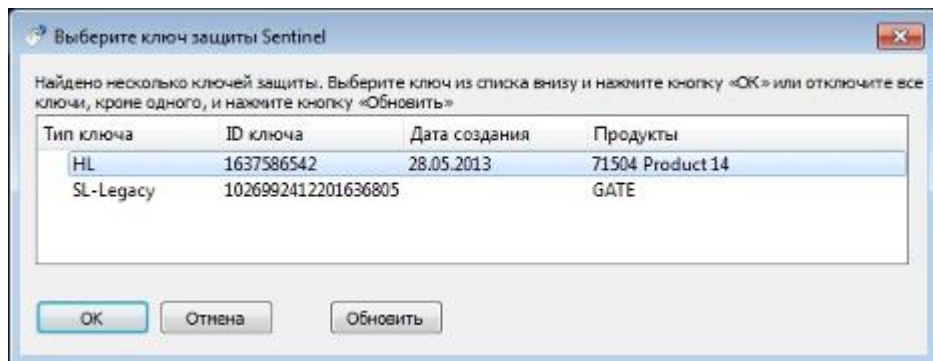 Выберите ключ защиты Sentinel
Найдено несколько ключей защиты. Выберите ключ из списка внизу и нажмите кнопку «ОК» или отключите все
ключи, кроме одного, и нажмите кнопку «Обновить»
Тип ключа ID ключа Дата создания Продукты
HL 1637586542 28.05.2013 71504 Product 14
SL-Legacy 1026992412201636805 GATE
ОК Отмена Обновить